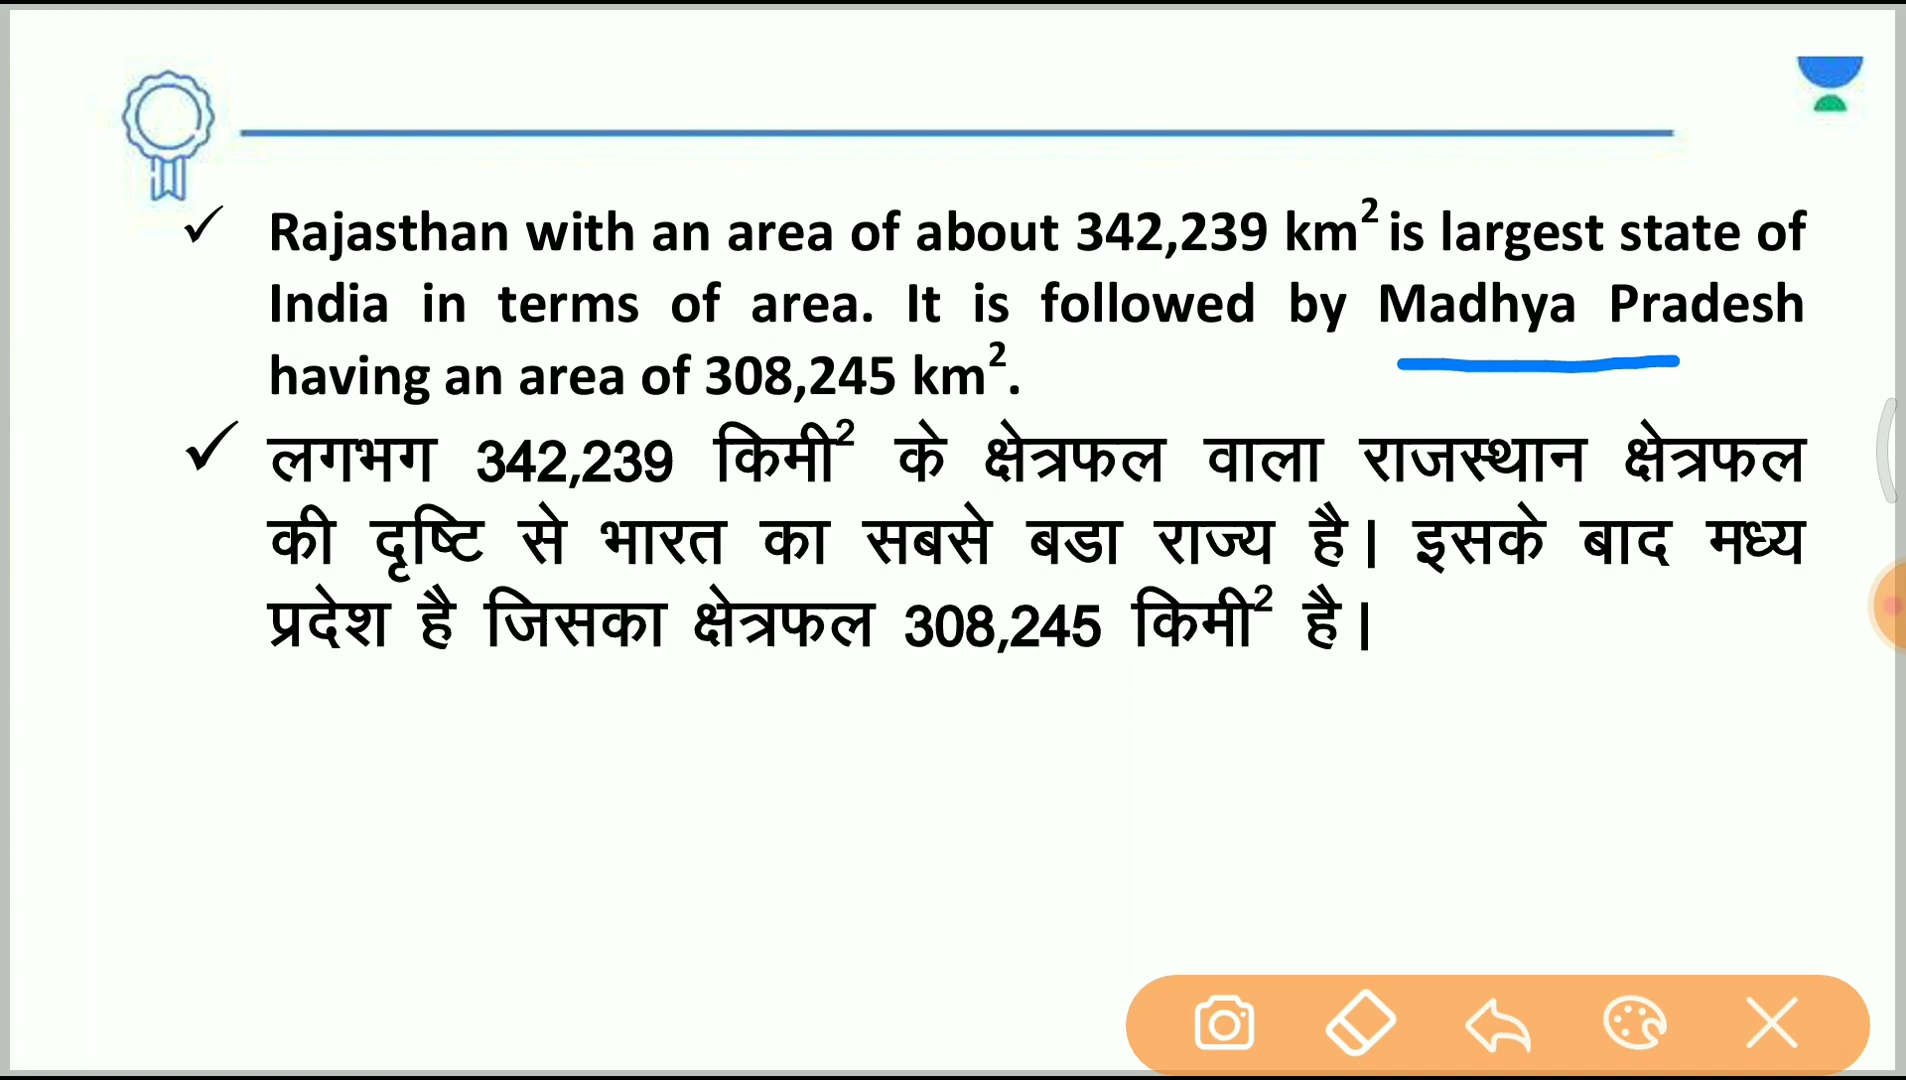 ✓ Rajasthan with an area of about 342,239 km² is largest state of
India in terms of area. It is followed by Madhya Pradesh
having an area of 308,245 km².
✓ लगभग 342,239 किमी² के क्षेत्रफल वाला राजस्थान क्षेत्रफल
की दृष्टि से भारत का सबसे बडा राज्य है। इसके बाद मध्य
प्रदेश है जिसका क्षेत्रफल 308,245 किमी² है।